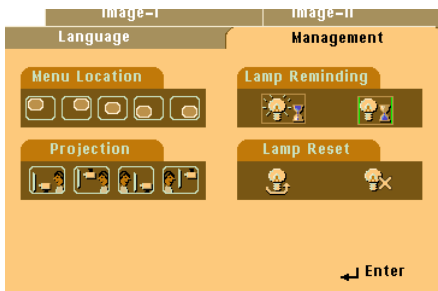 Image-I Image-II
Language Management
Menu Location Lamp Reminding
Projection Lamp Reset
Enter